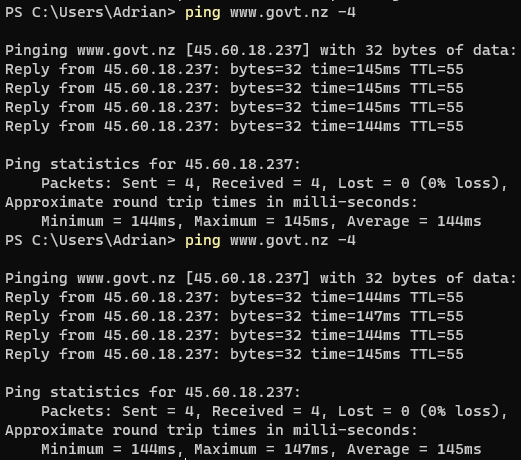 PS C:\Users\Adrian> ping www.govt.nz -4
Pinging www.govt.nz [45.60.18.237] with 32 bytes of data:
Reply from 45.60.18.237: bytes=32 time=145ms TTL=55
Reply from 45.60.18.237: bytes=32 time=145ms TTL=55
Reply from 45.60.18.237: bytes=32 time=145ms TTL=55
Reply from 45.60.18.237: bytes=32 time=144ms TTL=55
Ping statistics for 45.60.18.237:
    Packets: Sent = 4, Received = 4, Lost = 0 (0% loss),
Approximate round trip times in milli-seconds:
    Minimum = 144ms, Maximum = 145ms, Average = 144ms
PS C:\Users\Adrian> ping www.govt.nz -4
Pinging www.govt.nz [45.60.18.237] with 32 bytes of data:
Reply from 45.60.18.237: bytes=32 time=144ms TTL=55
Reply from 45.60.18.237: bytes=32 time=147ms TTL=55
Reply from 45.60.18.237: bytes=32 time=144ms TTL=55
Reply from 45.60.18.237: bytes=32 time=145ms TTL=55
Ping statistics for 45.60.18.237:
    Packets: Sent = 4, Received = 4, Lost = 0 (0% loss),
Approximate round trip times in milli-seconds:
    Minimum = 144ms, Maximum = 147ms, Average = 145ms